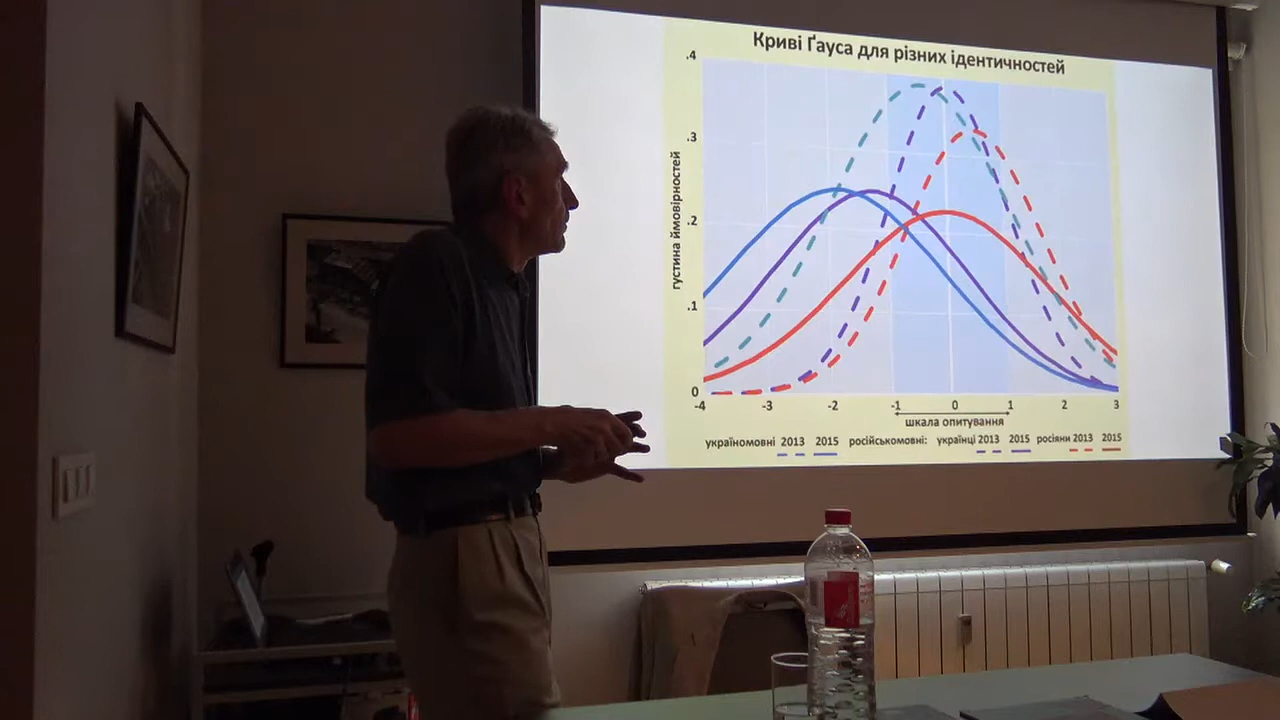 Криві Ґауса для різних ідентичностей
густина ймовірностей
.4
.3
.2
.1
0
-4 -3 -2 -1 0 1 2 3
шкала опитування
україномовні 2013 2015 російськомовні: українці 2013 2015 росіяни 2013 2015